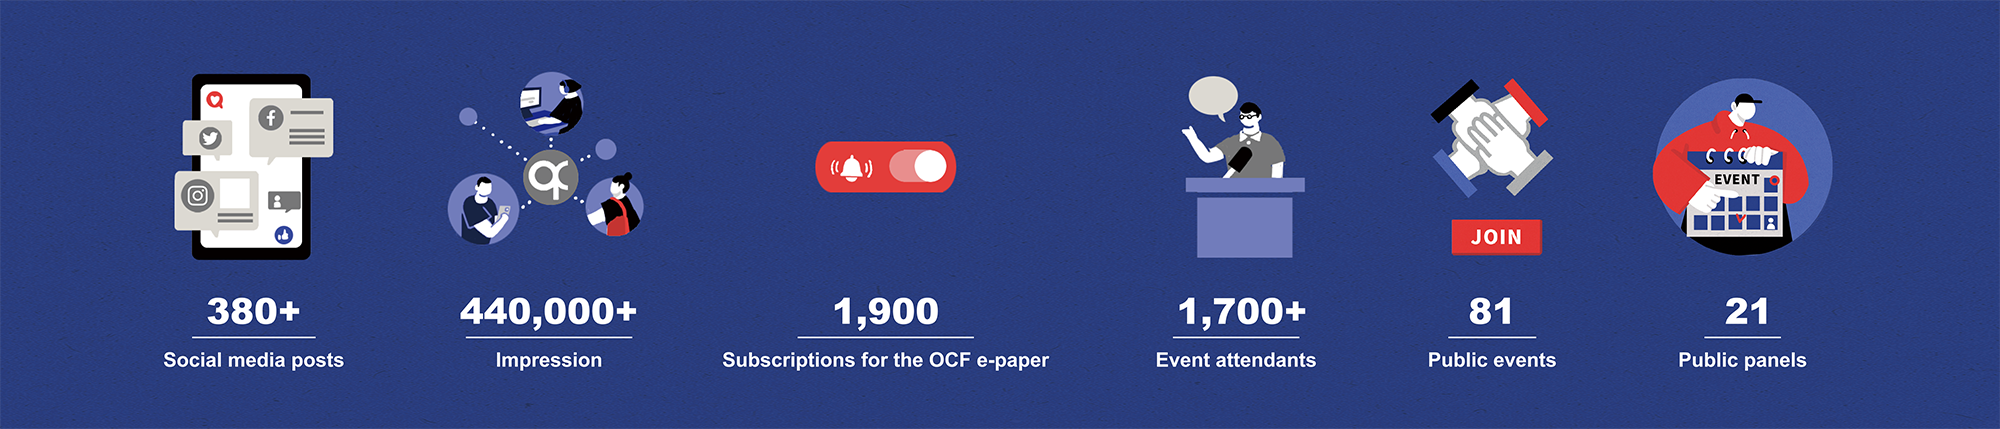 EVENT
JOIN
380+
440,000+
1,900
1,700+
81
21
Social media posts
Impression
Subscriptions for the OCF e-paper
Event attendants
Public events
Public panels